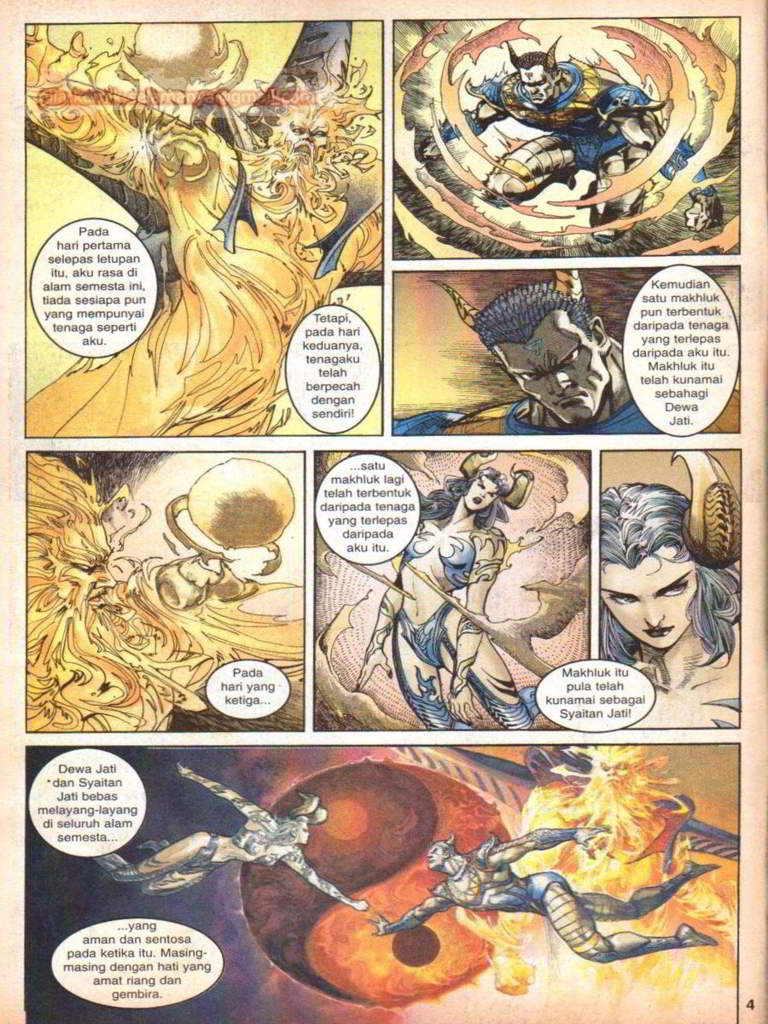 Pada
hari pertama
selepas letupan
itu, aku rasa di
alam semesta ini,
tiada sesiapa pun
yang mempunyai
tenaga seperti
aku.
Tetapi,
pada hari
keduanya,
tenagaku
telah
berpecah
dengan
sendiri!
Kemudian
satu makhluk
pun terbentuk
daripada tenaga
yang terlepas
daripada aku itu.
Makhluk itu
telah kunamai
sebahagi
Dewa
Jati.
Pada
hari yang
ketiga...
...satu
makhluk lagi
telah terbentuk
daripada tenaga
yang terlepas
daripada
aku itu.
Makhluk itu
pula telah
kunamai sebagai
Syaitan Jati!
Dewa Jati
dan Syaitan
Jati bebas
melayang-layang
di seluruh alam
semesta...
...yang
aman dan sentosa
pada ketika itu. Masing-
masing dengan hati yang
amat riang dan
gembira.
4